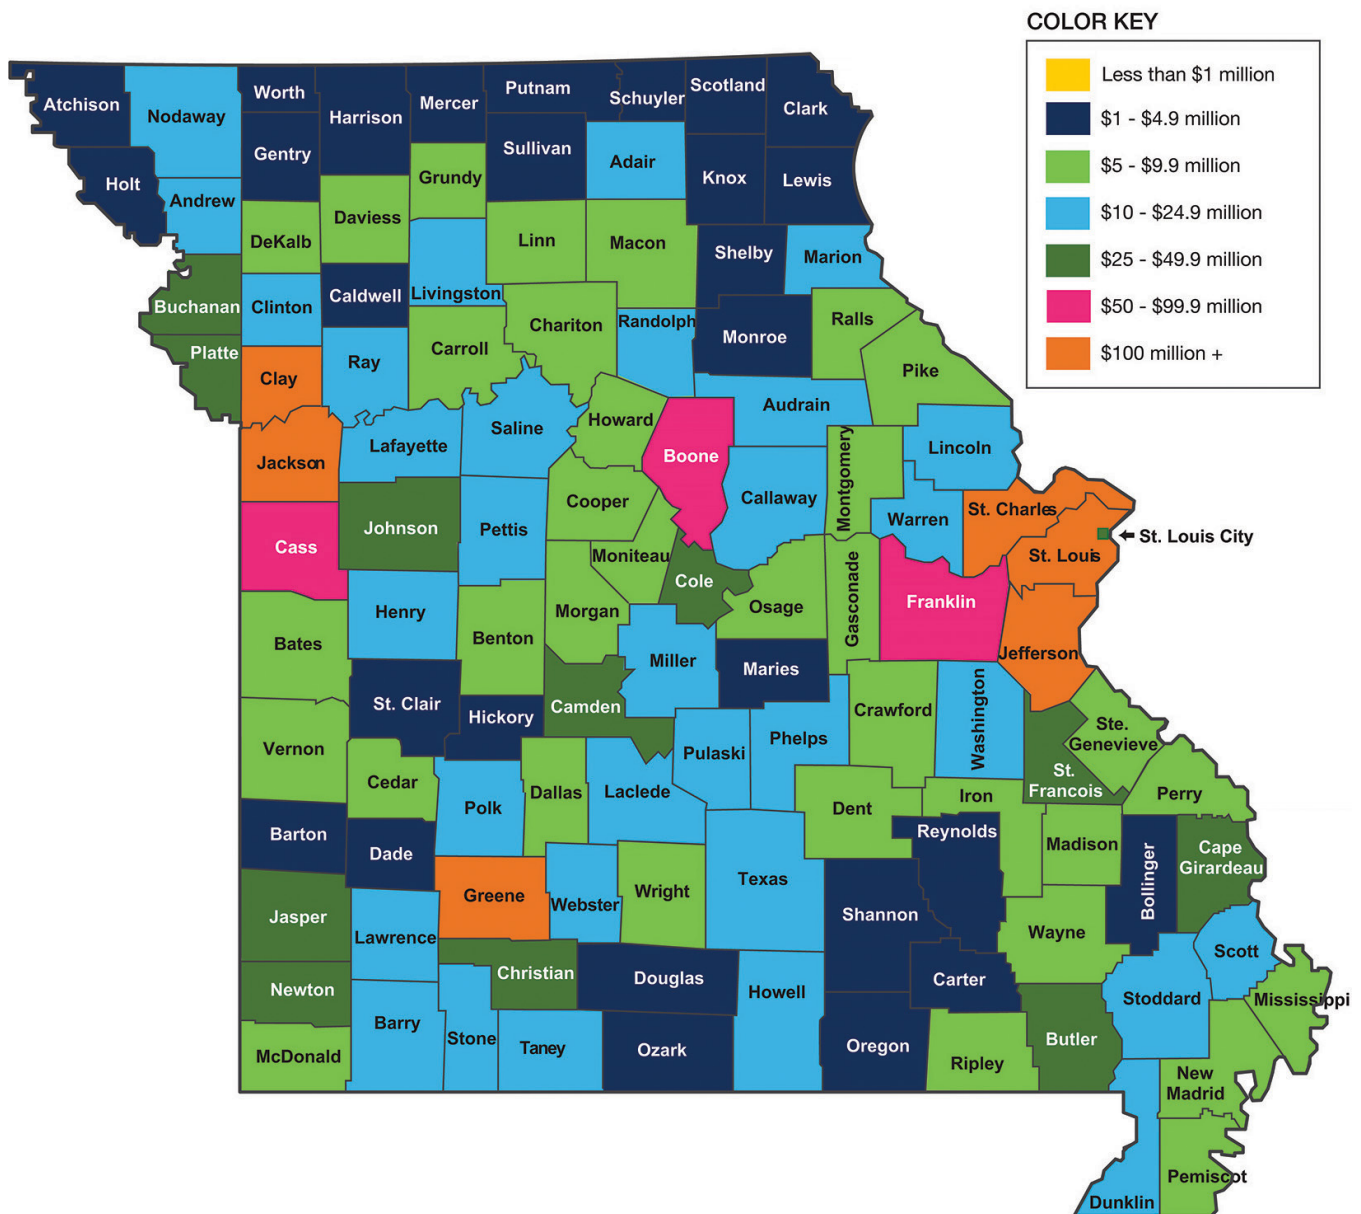 COLOR KEY
Less than $1 million
$1 - $4.9 million
$5 - $9.9 million
$10 - $24.9 million
$25 - $49.9 million
$50 - $99.9 million
$100 million +
Atchison
Nodaway
Worth
Harrison
Mercer
Putnam
Schuyler
Scotland
Clark
Holt
Andrew
Gentry
Grundy
Sullivan
Adair
Knox
Lewis
DeKalb
Daviess
Linn
Macon
Shelby
Marion
Buchanan
Clinton
Caldwell
Livingston
Chariton
Randolph
Monroe
Ralls
Platte
Clay
Ray
Carroll
Pike
Audrain
Jackson
Lafayette
Saline
Howard
Boone
Callaway
Montgomery
Lincoln
Warren
St. Charles
St. Louis
St. Louis City
Cass
Johnson
Pettis
Cooper
Moniteau
Cole
Osage
Gasconade
Franklin
Jefferson
Bates
Henry
Benton
Morgan
Miller
Maries
St. Clair
Hickory
Camden
Pulaski
Phelps
Crawford
Washington
Ste.
Genevieve
St.
Francois
Vernon
Cedar
Polk
Dallas
Laclede
Dent
Iron
Perry
Barton
Dade
Greene
Webster
Wright
Texas
Reynolds
Madison
Bollinger
Cape
Girardeau
Jasper
Lawrence
Christian
Douglas
Shannon
Wayne
Scott
Newton
Barry
Stone
Taney
Ozark
Howell
Carter
Stoddard
Mississippi
McDonald
Oregon
Ripley
Butler
New
Madrid
Pemiscot
Dunklin